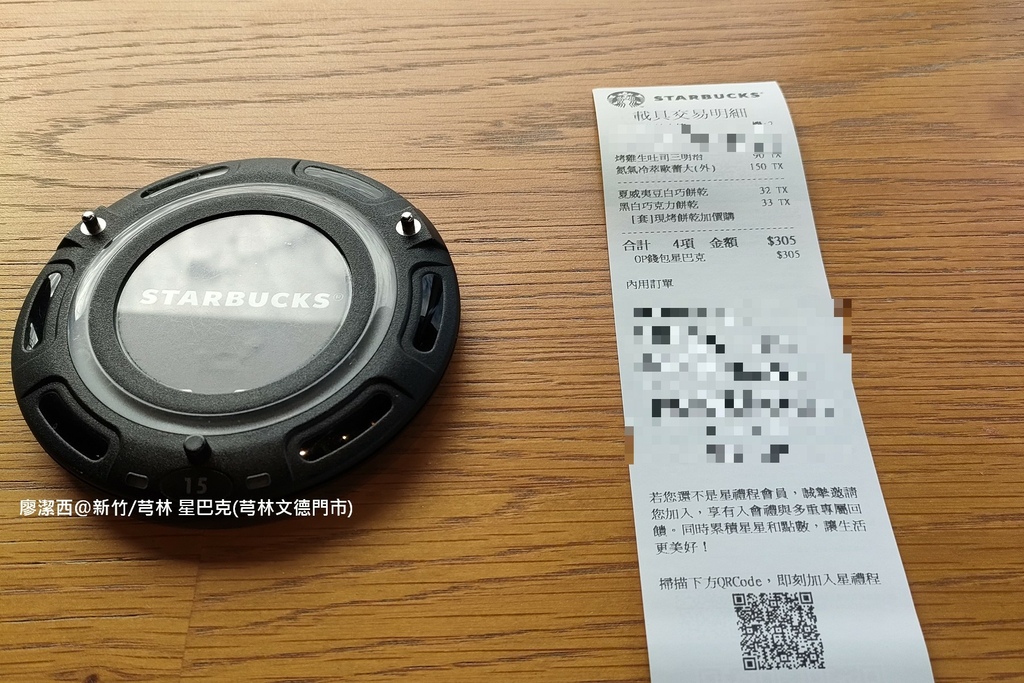 STARBUCKS
15
廖潔西@新竹/芎林 星巴克(芎林文德門市)
STARBUCKS
載具交易明細
烤雞生吐司三明治 90 TX
氮氣冷萃歐蕾大(外) 150 TX
夏威夷豆白巧餅乾 32 TX
黑白巧克力餅乾 33 TX
[套]現烤餅乾加價購
合計 4項 金額 $305
OP錢包星巴克 $305
內用訂單
若您還不是星禮程會員，誠摯邀請
您加入，享有入會禮與多重專屬回
饋。同時累積星星和點數，讓生活
更美好！
掃描下方QRCode，即刻加入星禮程